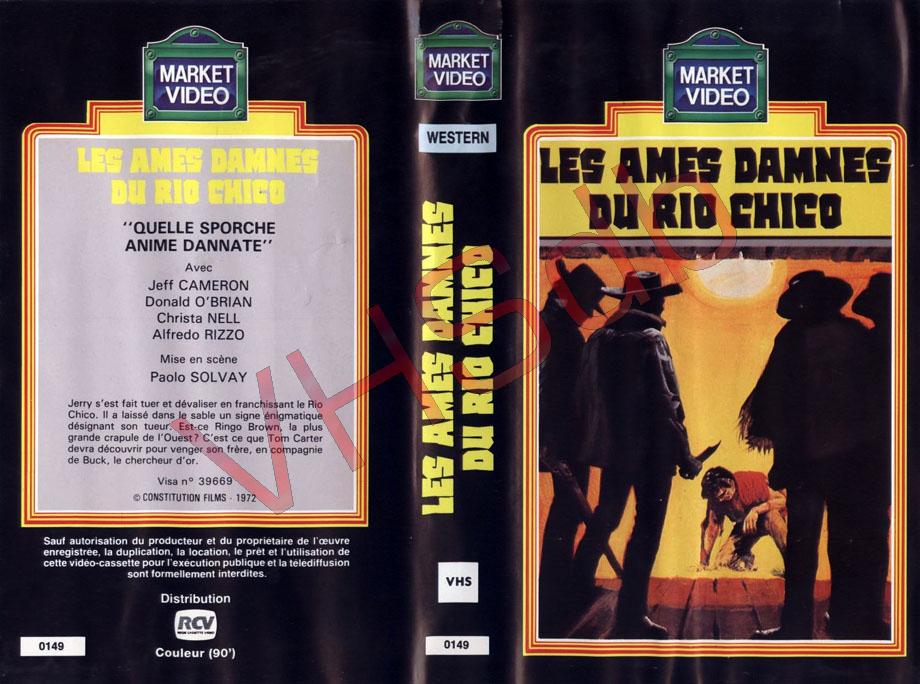 MARKET
VIDEO
LES AMES DAMNES
DU RIO CHICO
"QUELLE SPORCHE
ANIME DANNATE"
Avec
Jeff CAMERON
Donald O'BRIAN
Christa NELL
Alfredo RIZZO
Mise en scène
Paolo SOLVAY
Jerry s'est fait tuer et dévaliser en franchissant le Rio
Chico. Il a laissé dans le sable un signe énigmatique
désignant son tueur. Est-ce Ringo Brown, la plus
grande crapule de l'Ouest? C'est ce que Tom Carter
devra découvrir pour venger son frère, en compagnie
de Buck, le chercheur d'or.
Visa n° 39669
© CONSTITUTION FILMS - 1972
Sauf autorisation du producteur et du propriétaire de l'œuvre
enregistrée, la duplication, la location, le prêt et l'utilisation de
cette vidéo-cassette pour l'exécution publique et la télédiffusion
sont formellement interdites.
Distribution
RCV
Couleur (90')
0149
MARKET
VIDEO
WESTERN
LES AMES DAMNES
DU RIO CHICO
VHS
0149
MARKET
VIDEO
LES AMES DAMNES
DU RIO CHICO
VHSub